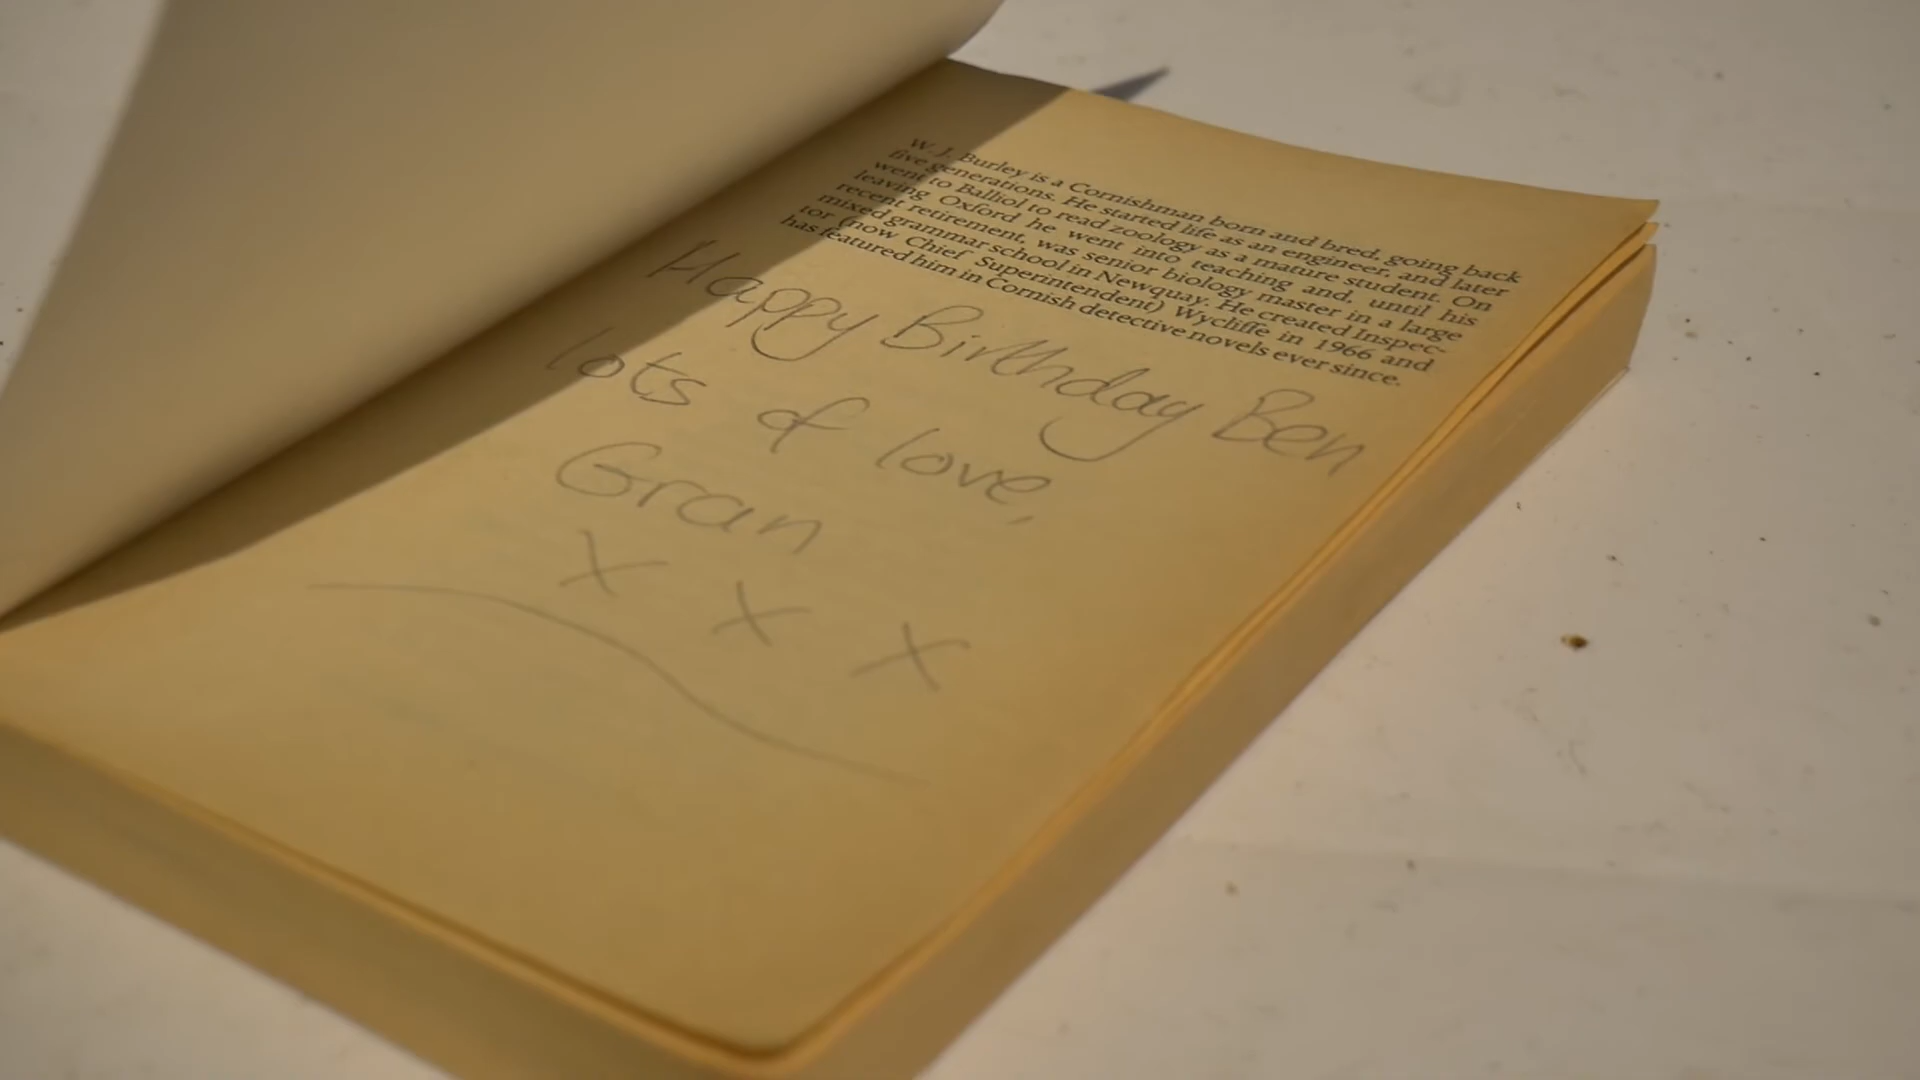 W. J. Burley is a Cornishman born and bred, going back
five generations. He started life as an engineer, and later
went to Balliol to read zoology as a mature student. On
leaving Oxford he went into teaching and, until his
recent retirement, was senior biology master in a large
mixed grammar school in Newquay. He created Inspec-
tor (now Chief Superintendent) Wycliffe in 1966 and
has featured him in Cornish detective novels ever since.
Happy Birthday Ben
lots of love,
Gran
x x x